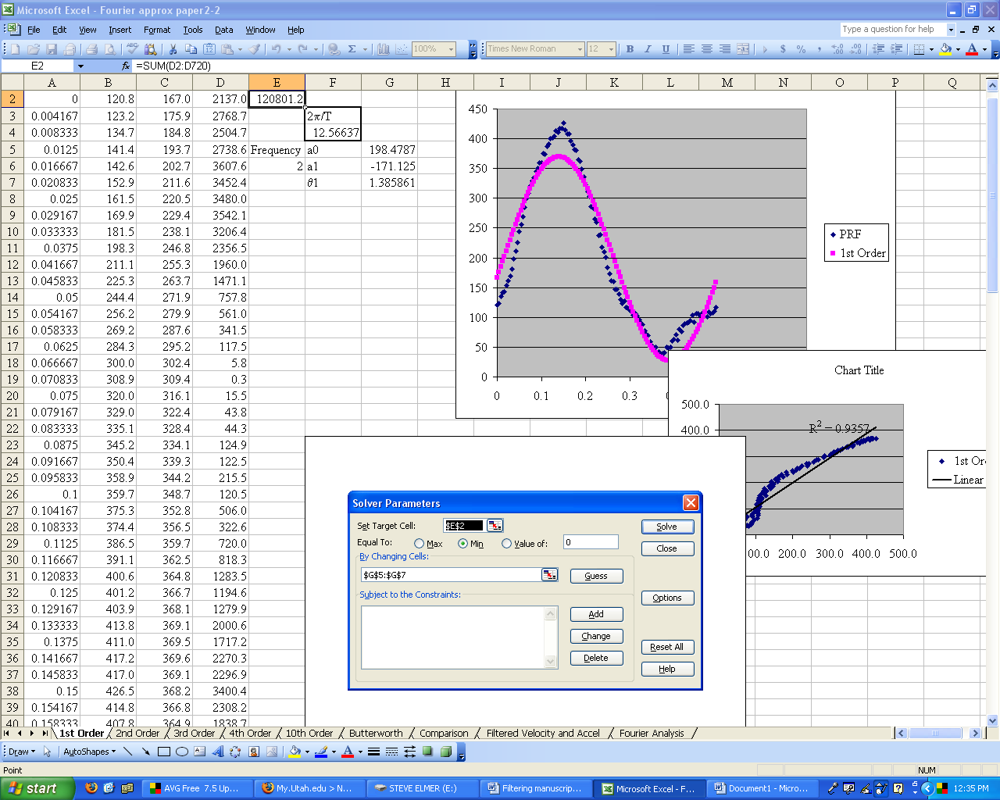 Microsoft Excel - Fourier approx paper2-2
File Edit View Insert Format Tools Data Window Help Type a question for help
Σ 100% Times New Roman 12 B I U $ % ,
E2 fx =SUM(D2:D720)
A B C D E F G H I J K L M N O P Q
2 0 120.8 167.0 2137.0 120801.2
3 0.004167 123.2 175.9 2768.7 2π/T
4 0.008333 134.7 184.8 2504.7 12.56637
5 0.0125 141.4 193.7 2738.6 Frequency a0 198.4787
6 0.016667 142.6 202.7 3607.6 2 a1 -171.125
7 0.020833 152.9 211.6 3452.4 θ1 1.385861
8 0.025 161.5 220.5 3480.0
9 0.029167 169.9 229.4 3542.1
10 0.033333 181.5 238.1 3206.4
11 0.0375 198.3 246.8 2356.5
12 0.041667 211.1 255.3 1960.0
13 0.045833 225.3 263.7 1471.1
14 0.05 244.4 271.9 757.8
15 0.054167 256.2 279.9 561.0
16 0.058333 269.2 287.6 341.5
17 0.0625 284.3 295.2 117.5
18 0.066667 300.0 302.4 5.8
19 0.070833 308.9 309.4 0.3
20 0.075 320.0 316.1 15.5
21 0.079167 329.0 322.4 43.8
22 0.083333 335.1 328.4 44.3
23 0.0875 345.2 334.1 124.9
24 0.091667 350.4 339.3 122.5
25 0.095833 358.9 344.2 215.5
26 0.1 359.7 348.7 120.5
27 0.104167 375.3 352.8 506.0
28 0.108333 374.4 356.5 322.6
29 0.1125 386.5 359.7 720.0
30 0.116667 391.1 362.5 818.3
31 0.120833 400.6 364.8 1283.5
32 0.125 401.2 366.7 1194.6
33 0.129167 403.9 368.1 1279.9
34 0.133333 413.8 369.1 2000.6
35 0.1375 411.0 369.5 1717.2
36 0.141667 417.2 369.6 2270.3
37 0.145833 417.0 369.1 2296.9
38 0.15 426.5 368.2 3400.4
39 0.154167 414.8 366.8 2308.2
40 0.158333 407.8 364.9 1838.7
450
400
350
300
250
200
150
100
50
0
0 0.1 0.2 0.3
PRF
1st Order
Chart Title
500.0
400.0
R2 = 0.9357
1st Or
Linear
00.0 200.0 300.0 400.0 500.0
Solver Parameters
Set Target Cell: $E$2 Solve
Equal To: Max Min Value of: 0 Close
By Changing Cells:
$G$5:$G$7 Guess
Subject to the Constraints: Options
Add
Change
Delete
Reset All
Help
1st Order 2nd Order 3rd Order 4th Order 10th Order Butterworth Comparison Filtered Velocity and Accel Fourier Analysis
Draw AutoShapes A
Point NUM
start AVG Free 7.5 Up... My.Utah.edu > N... STEVE ELMER (E:) Filtering manuscrip... Microsoft Excel - F... Document1 - Micro... 12:35 PM